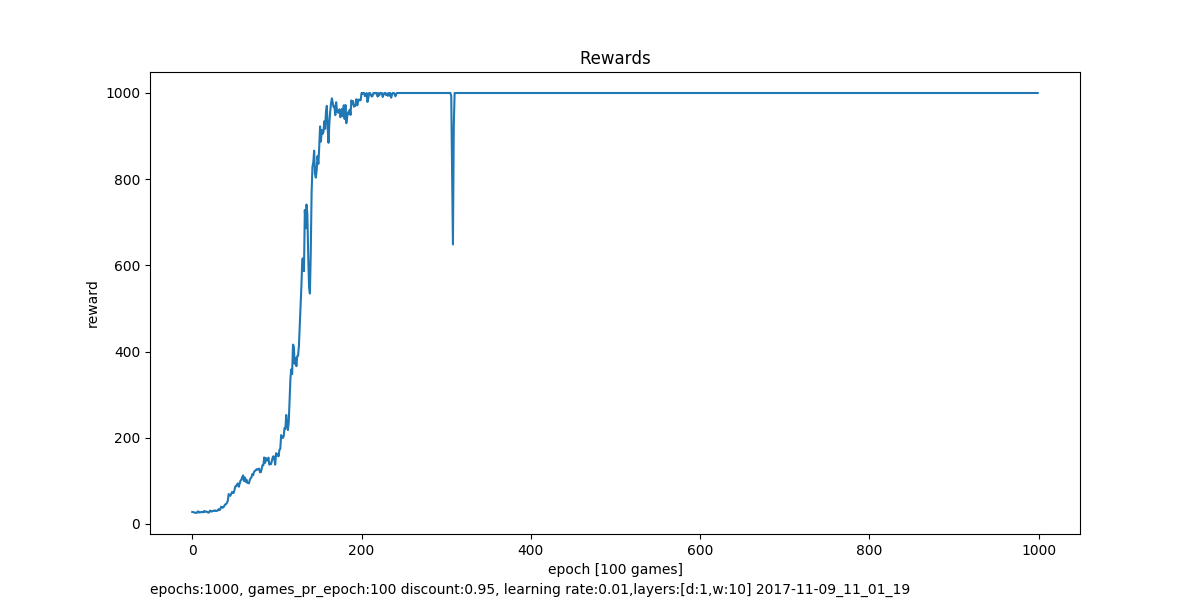 Rewards
1000
800
600
400
200
0
reward
0 200 400 600 800 1000
epoch [100 games]
epochs:1000, games_pr_epoch:100 discount:0.95, learning rate:0.01,layers:[d:1,w:10] 2017-11-09_11_01_19